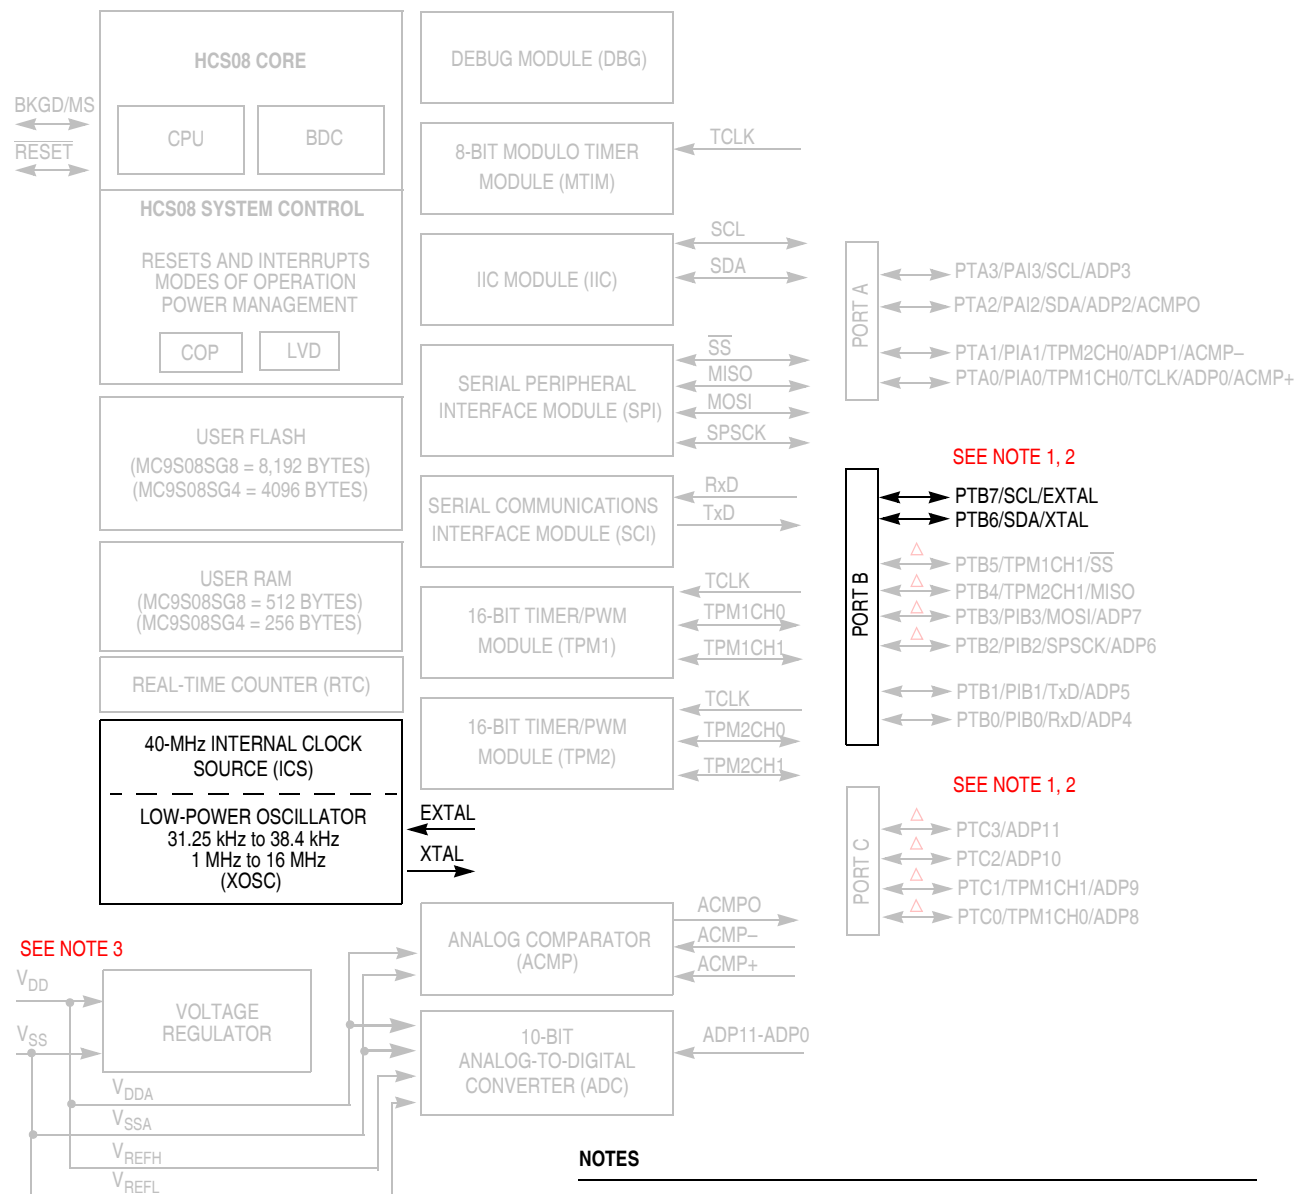 HCS08 CORE
CPU
BDC
BKGD/MS
RESET
HCS08 SYSTEM CONTROL
RESETS AND INTERRUPTS
MODES OF OPERATION
POWER MANAGEMENT
COP
LVD
USER FLASH
(MC9S08SG8 = 8,192 BYTES)
(MC9S08SG4 = 4096 BYTES)
USER RAM
(MC9S08SG8 = 512 BYTES)
(MC9S08SG4 = 256 BYTES)
REAL-TIME COUNTER (RTC)
40-MHz INTERNAL CLOCK
SOURCE (ICS)
LOW-POWER OSCILLATOR
31.25 kHz to 38.4 kHz
1 MHz to 16 MHz
(XOSC)
EXTAL
XTAL
SEE NOTE 3
VDD
VSS
VOLTAGE
REGULATOR
VDDA
VSSA
VREFH
VREFL
DEBUG MODULE (DBG)
8-BIT MODULO TIMER
MODULE (MTIM)
TCLK
IIC MODULE (IIC)
SCL
SDA
SERIAL PERIPHERAL
INTERFACE MODULE (SPI)
SS
MISO
MOSI
SPSCK
SERIAL COMMUNICATIONS
INTERFACE MODULE (SCI)
RxD
TxD
16-BIT TIMER/PWM
MODULE (TPM1)
TCLK
TPM1CH0
TPM1CH1
16-BIT TIMER/PWM
MODULE (TPM2)
TCLK
TPM2CH0
TPM2CH1
ANALOG COMPARATOR
(ACMP)
ACMPO
ACMP–
ACMP+
10-BIT
ANALOG-TO-DIGITAL
CONVERTER (ADC)
ADP11-ADP0
PORT A
PTA3/PAI3/SCL/ADP3
PTA2/PAI2/SDA/ADP2/ACMPO
PTA1/PIA1/TPM2CH0/ADP1/ACMP–
PTA0/PIA0/TPM1CH0/TCLK/ADP0/ACMP+
SEE NOTE 1, 2
PORT B
PTB7/SCL/EXTAL
PTB6/SDA/XTAL
PTB5/TPM1CH1/SS
PTB4/TPM2CH1/MISO
PTB3/PIB3/MOSI/ADP7
PTB2/PIB2/SPSCK/ADP6
PTB1/PIB1/TxD/ADP5
PTB0/PIB0/RxD/ADP4
SEE NOTE 1, 2
PORT C
PTC3/ADP11
PTC2/ADP10
PTC1/TPM1CH1/ADP9
PTC0/TPM1CH0/ADP8
NOTES